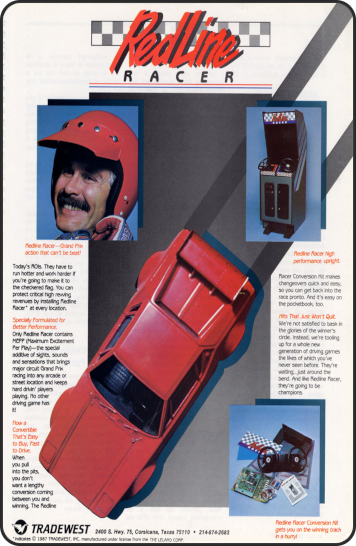 RedLine
RACER
Redline Racer—Grand Prix
action that can't be beat!
Today's ROIs. They have to
run hotter and work harder if
you're going to make it to
the checkered flag. You can
protect critical high revving
revenues by installing Redline
Racer™ at every location.
Specially Formulated for
Better Performance.
Only Redline Racer contains
MEPP (Maximum Excitement
Per Play)—the special
additive of sights, sounds
and sensations that brings
major circuit Grand Prix
racing into any arcade or
street location and keeps
hard drivin' players
playing. No other
driving game has
it!
How a
Convertible
That's Easy
to Buy, Fast
to Drive.
When
you pull
into the pits,
you don't
want a lengthy
conversion coming
between you and
winning. The Redline
Redline Racer high
performance upright.
Racer Conversion Kit makes
changeovers quick and easy,
so you can get back into the
race pronto. And it's easy on
the pocketbook, too.
Hits That Just Won't Quit.
We're not satisfied to bask in
the glories of the winner's
circle. Instead, we're tooling
up for a whole new
generation of driving games
the likes of which you've
never seen before. They're
waiting...just around the
bend. And like Redline Racer,
they're going to be
champions.
Redline Racer Conversion Kit
gets you on the winning track
in a hurry!
TRADEWEST 2400 S. Hwy. 75, Corsicana, Texas 75110 • 214-874-2683
© 1987 TRADEWEST, INC. manufactured under license from the THE LELAND CORP.